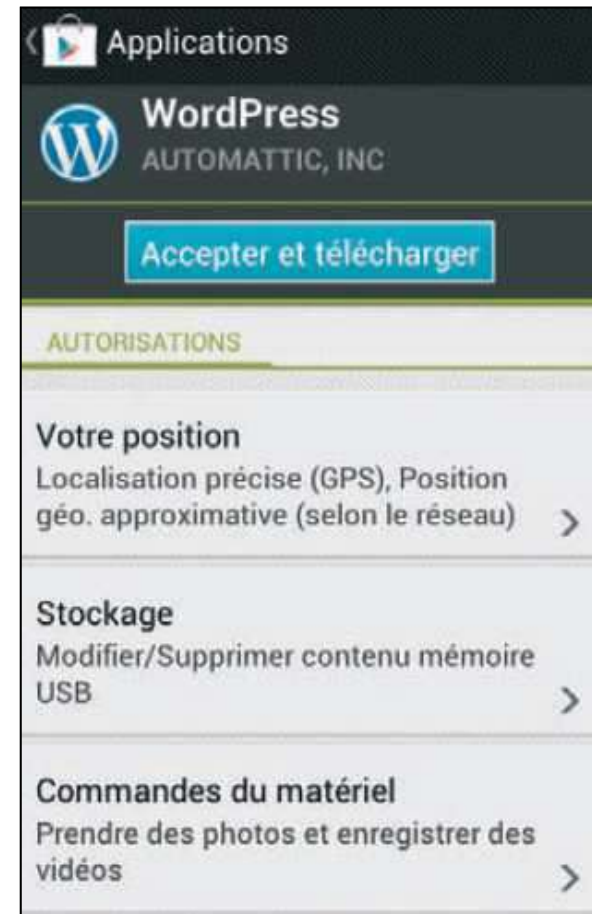 Applications
WordPress
AUTOMATTIC, INC
Accepter et télécharger
AUTORISATIONS
Votre position
Localisation précise (GPS), Position
géo. approximative (selon le réseau)
Stockage
Modifier/Supprimer contenu mémoire
USB
Commandes du matériel
Prendre des photos et enregistrer des
vidéos